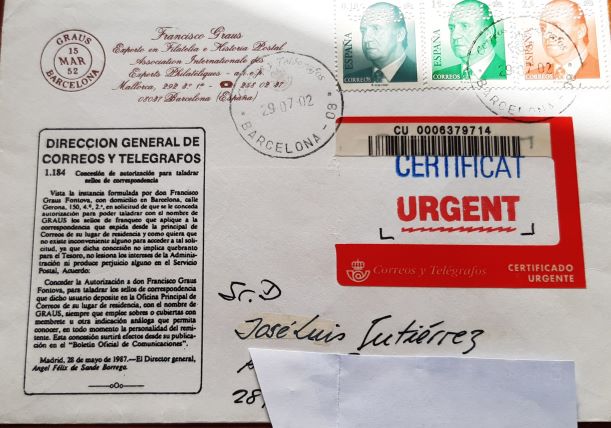 GRAUS
15
MAR
52
BARCELONA
Francisco Graus
Experto en Filatelia e Historia Postal
Association Internationale des
Experts Philatéliques - a.i.e.p.
Mallorca, 292 3º 1ª
08037 Barcelona (España)
ESPAÑA
CORREOS
ESPAÑA
CORREOS
ESPAÑA
CORREOS
29-07-02
BARCELONA - 08
DIRECCION GENERAL DE
CORREOS Y TELEGRAFOS
1.184 Concesión de autorización para taladrar
sellos de correspondencia
Vista la instancia formulada por don Francisco
Graus Fontova, con domicilio en Barcelona, calle
Gerona, 150, 4.º, 2.ª, en solicitud de que se le conceda
autorización para poder taladrar con el nombre de
GRAUS los sellos de franqueo que aplique a la
correspondencia que expida desde la principal
de Correos de su lugar de residencia y como quiera que
no existe inconveniente alguno para acceder a tal soli-
citud, ya que dicha concesión no implica quebranto
para el Tesoro, no lesiona los intereses de la Adminis-
tración ni produce perjuicio alguno en el Servicio
Postal, Acuerdo:
Conceder la Autorización a don Francisco Graus
Fontova, para taladrar los sellos de correspondencia
que dicho usuario deposite en la Oficina Principal de
Correos de su lugar de residencia, con el nombre de
GRAUS, siempre que emplee sobres o cubiertas con
membrete u otra indicación análoga que permita
conocer, en todo momento la personalidad del remi-
tente. Esta concesión surtirá efectos desde su publica-
ción en el "Boletín Oficial de Comunicaciones".
Madrid, 28 de mayo de 1987.—El Director general,
Angel Félix de Sande Borrega.
CU 0006379714
CERTIFICAT
URGENT
Correos y Telégrafos
CERTIFICADO
URGENTE
Sr. D
José Luis Gutiérrez
28